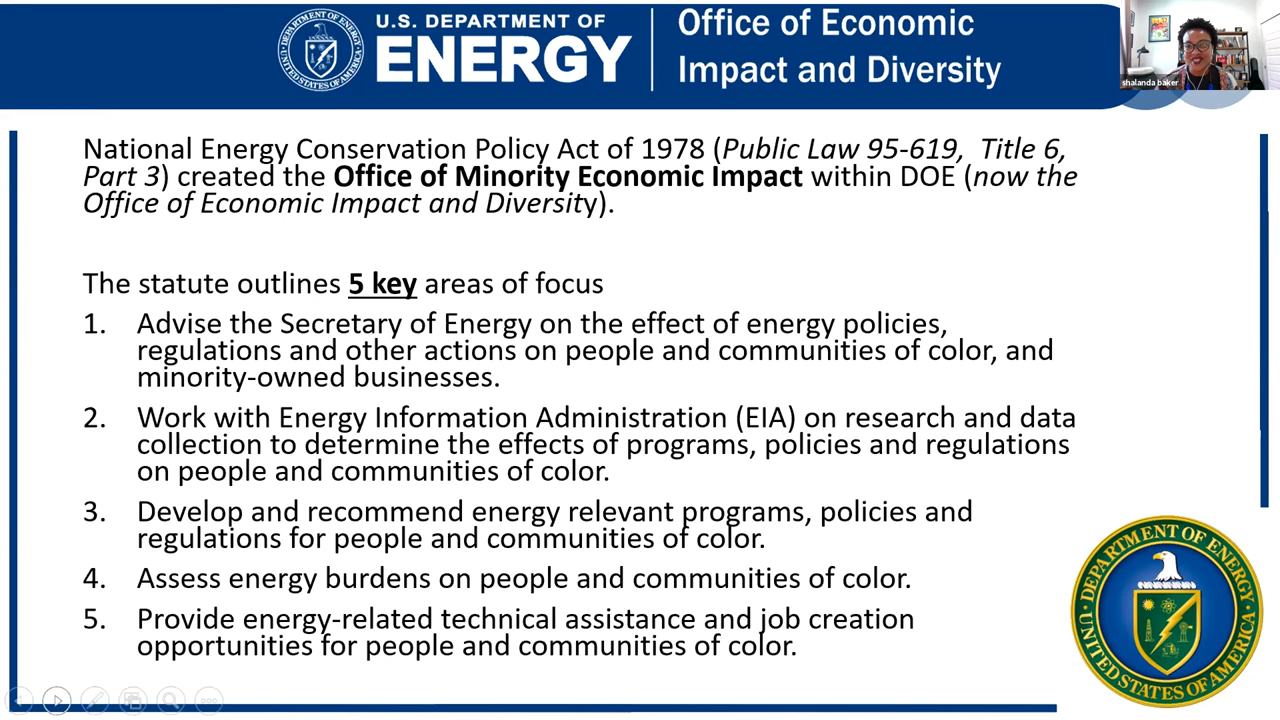 U.S. DEPARTMENT OF
ENERGY
Office of Economic
Impact and Diversity
shalanda baker
National Energy Conservation Policy Act of 1978 (Public Law 95-619, Title 6,
Part 3) created the Office of Minority Economic Impact within DOE (now the
Office of Economic Impact and Diversity).
The statute outlines 5 key areas of focus
1. Advise the Secretary of Energy on the effect of energy policies,
regulations and other actions on people and communities of color, and
minority-owned businesses.
2. Work with Energy Information Administration (EIA) on research and data
collection to determine the effects of programs, policies and regulations
on people and communities of color.
3. Develop and recommend energy relevant programs, policies and
regulations for people and communities of color.
4. Assess energy burdens on people and communities of color.
5. Provide energy-related technical assistance and job creation
opportunities for people and communities of color.
DEPARTMENT OF ENERGY
UNITED STATES OF AMERICA
DEPARTMENT OF ENERGY
UNITED STATES OF AMERICA